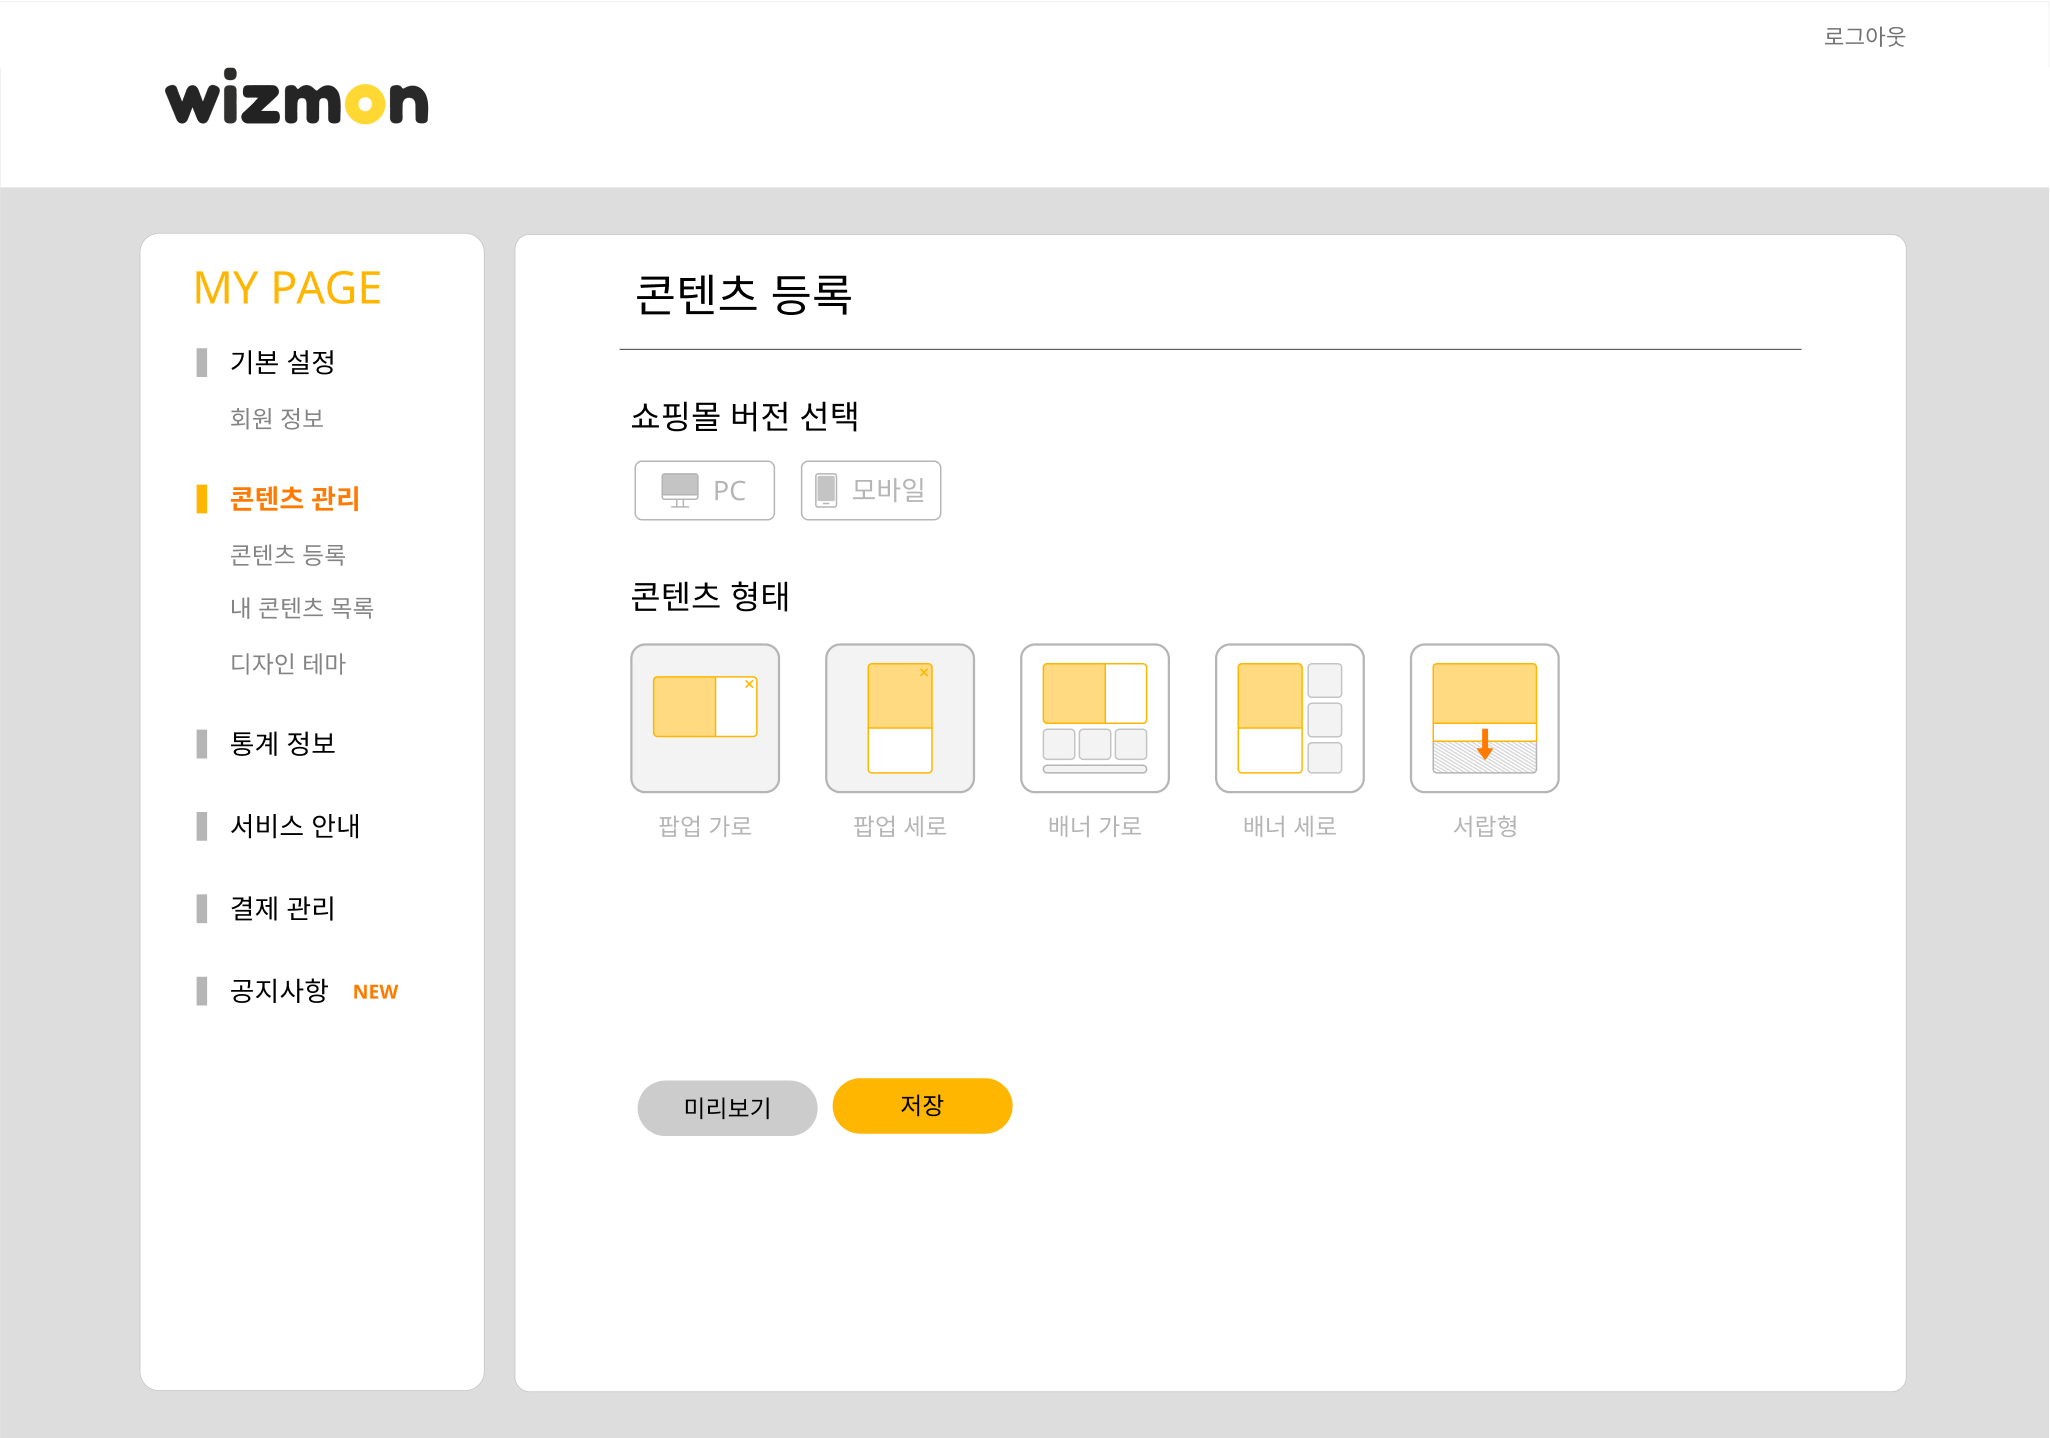 로그아웃
wizmon
MY PAGE
기본 설정
회원 정보
콘텐츠 관리
콘텐츠 등록
내 콘텐츠 목록
디자인 테마
통계 정보
서비스 안내
결제 관리
공지사항 NEW
콘텐츠 등록
쇼핑몰 버전 선택
PC 모바일
콘텐츠 형태
팝업 가로 팝업 세로 배너 가로 배너 세로 서랍형
미리보기 저장